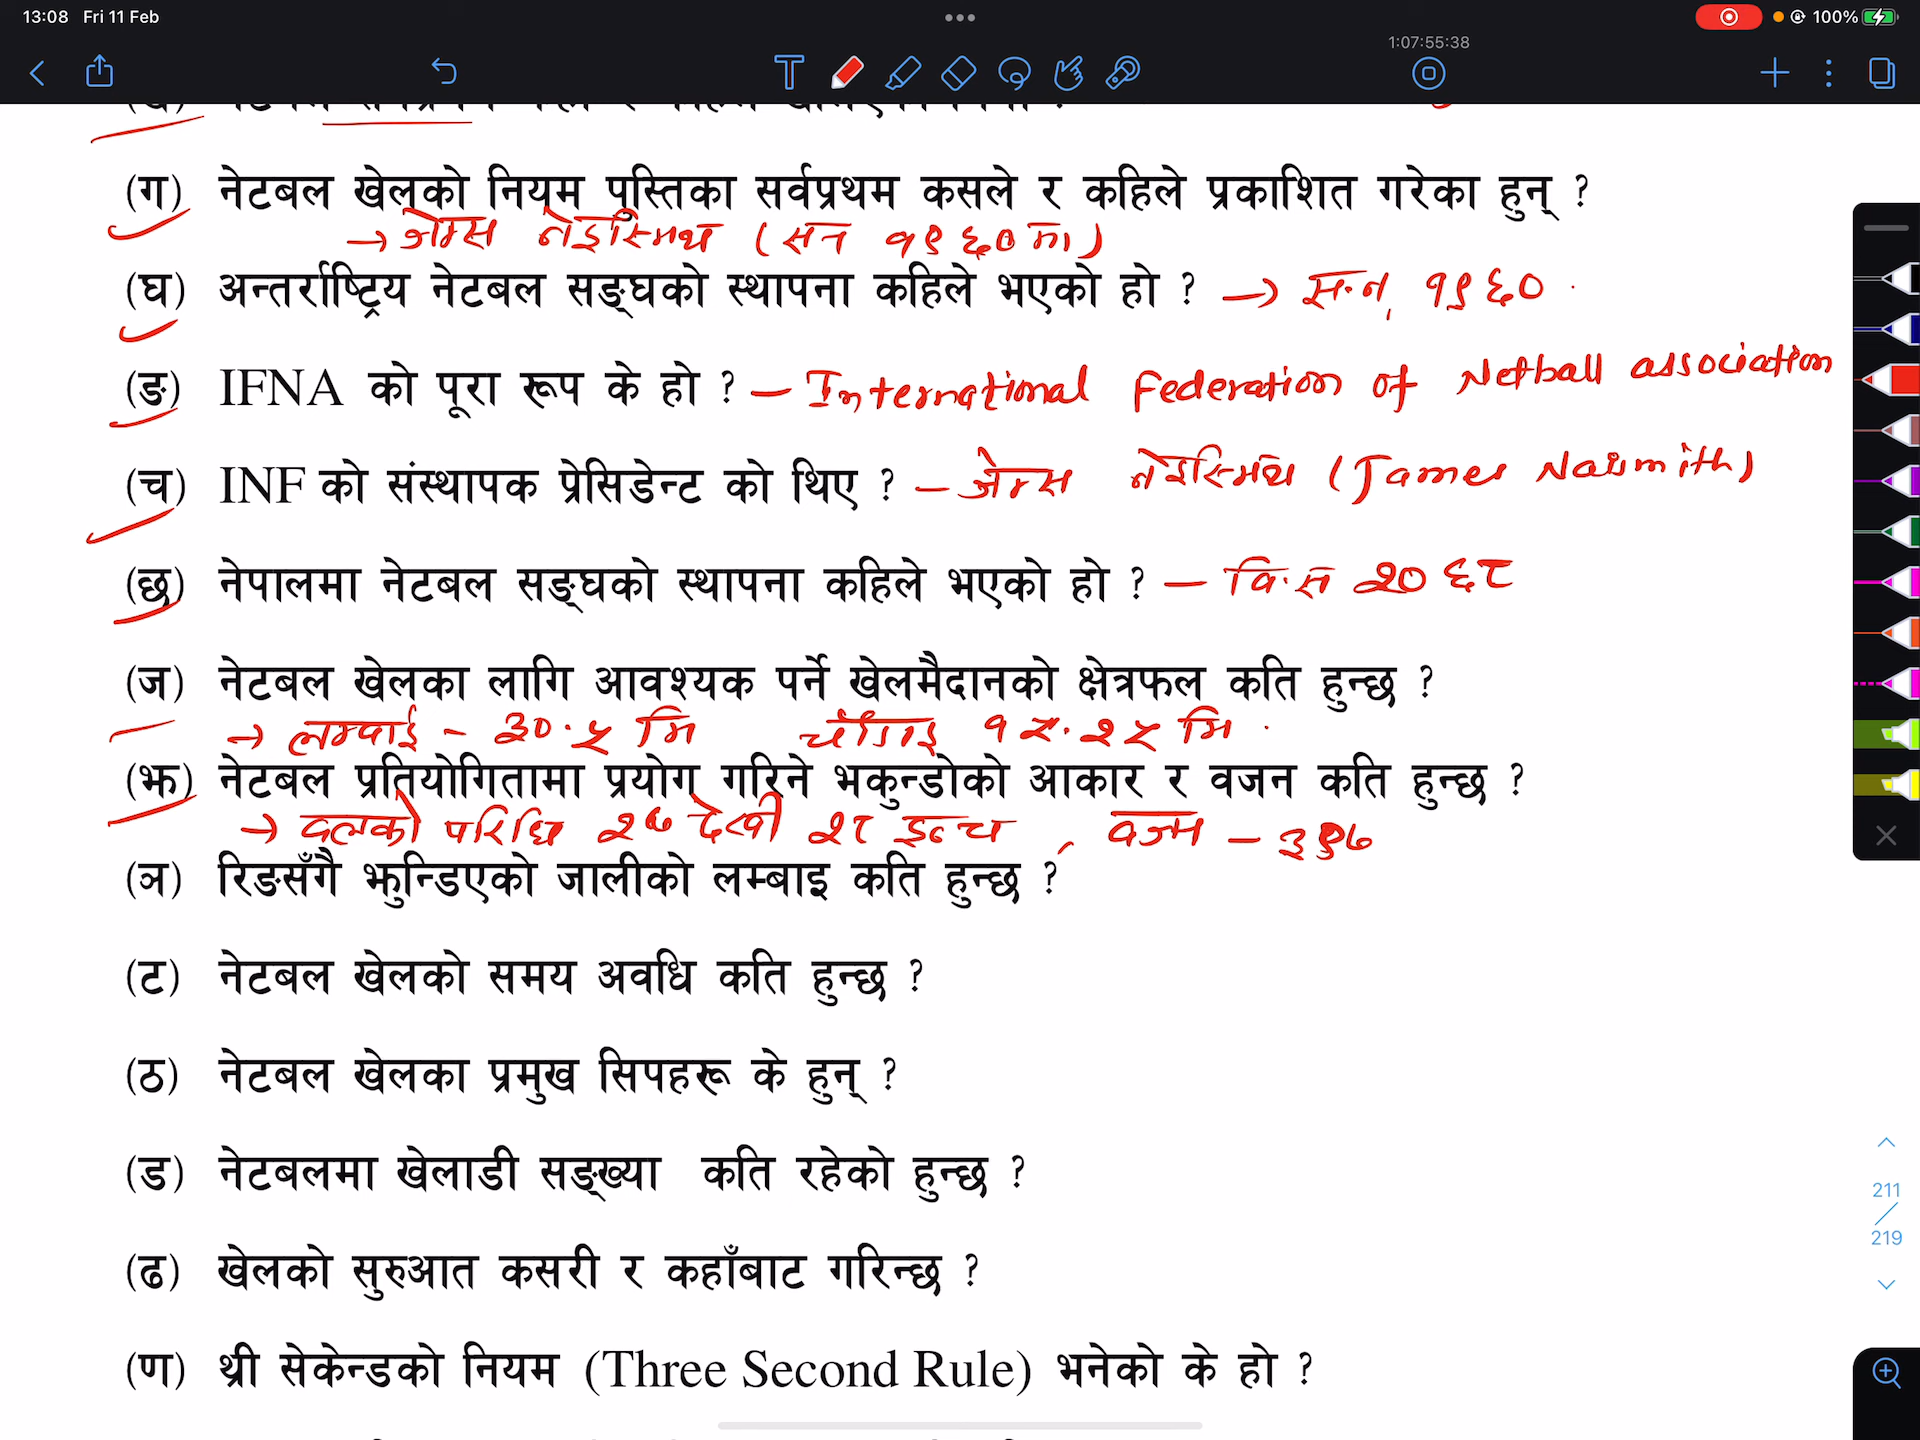 13:08 Fri 11 Feb
100%
1:07:55:38
(ग) नेटबल खेलको नियम पुस्तिका सर्वप्रथम कसले र कहिले प्रकाशित गरेका हुन् ?
→ जेम्स नेइस्मिथ (सन १९६० मा)
(घ) अन्तर्राष्ट्रिय नेटबल सङ्घको स्थापना कहिले भएको हो ? → सन् १९६०
(ङ) IFNA को पूरा रूप के हो ? – International Federation of Netball association
(च) INF को संस्थापक प्रेसिडेन्ट को थिए ? – जेम्स नेइस्मिथ (James Naismith)
(छ) नेपालमा नेटबल सङ्घको स्थापना कहिले भएको हो ? – वि.स २०६८
(ज) नेटबल खेलका लागि आवश्यक पर्ने खेलमैदानको क्षेत्रफल कति हुन्छ ?
→ लम्वाई - ३०.५ मि चौडाइ १५.२५ मि.
(झ) नेटबल प्रतियोगितामा प्रयोग गरिने भकुन्डोको आकार र वजन कति हुन्छ ?
→ वलको परिधि २७ देखी २८ इन्च , वजन – ३९७
(ञ) रिङसँगै झुन्डिएको जालीको लम्बाइ कति हुन्छ ?
(ट) नेटबल खेलको समय अवधि कति हुन्छ ?
(ठ) नेटबल खेलका प्रमुख सिपहरू के हुन् ?
(ड) नेटबलमा खेलाडी सङ्ख्या कति रहेको हुन्छ ?
(ढ) खेलको सुरुआत कसरी र कहाँबाट गरिन्छ ?
(ण) थ्री सेकेन्डको नियम (Three Second Rule) भनेको के हो ?
211
/
219